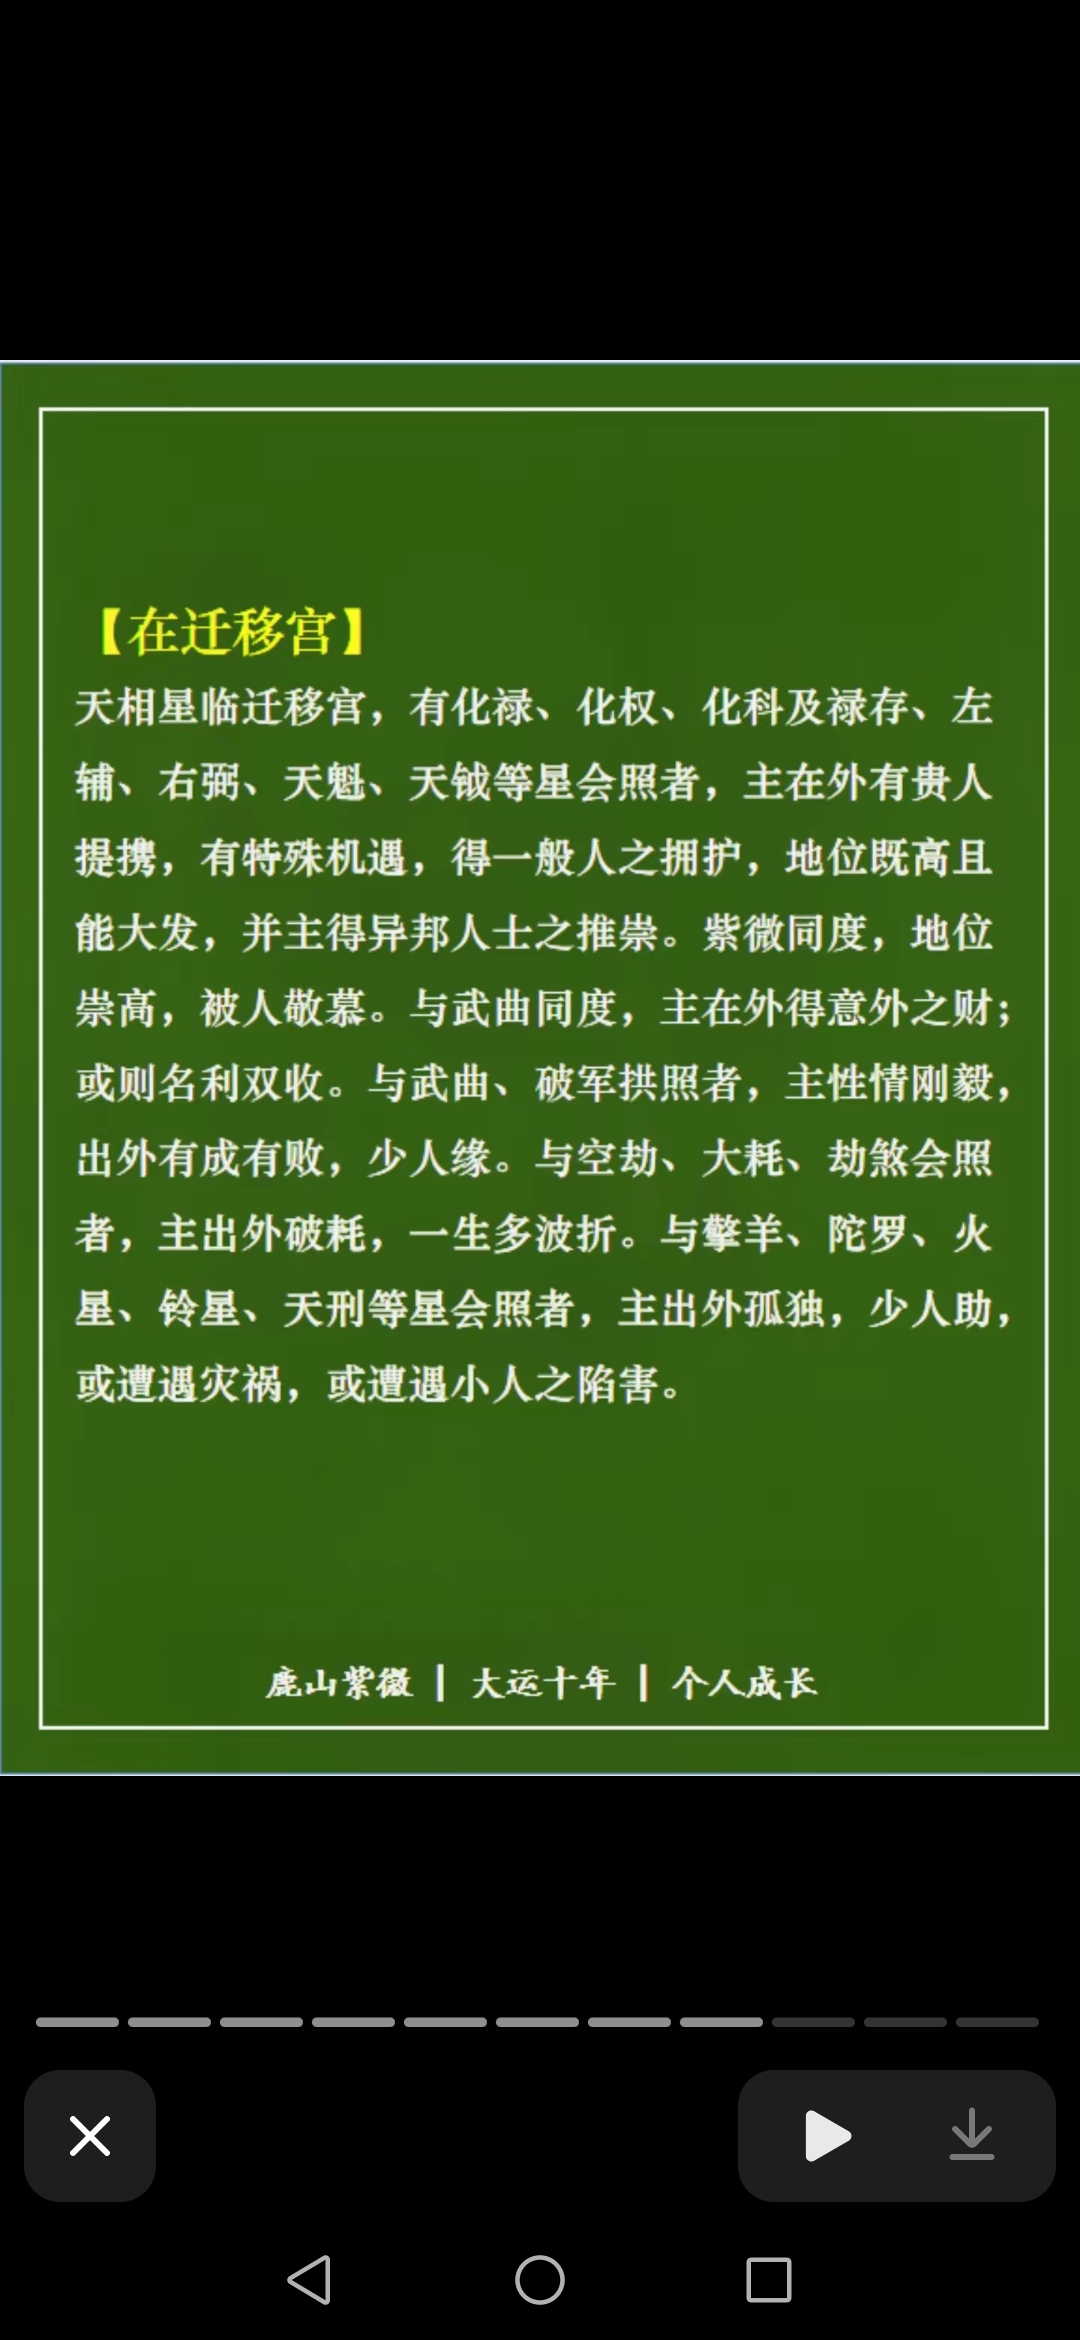 【在迁移宫】
天相星临迁移宫，有化禄、化权、化科及禄存、左
辅、右弼、天魁、天钺等星会照者，主在外有贵人
提携，有特殊机遇，得一般人之拥护，地位既高且
能大发，并主得异邦人士之推崇。紫微同度，地位
崇高，被人敬慕。与武曲同度，主在外得意外之财；
或则名利双收。与武曲、破军拱照者，主性情刚毅，
出外有成有败，少人缘。与空劫、大耗、劫煞会照
者，主出外破耗，一生多波折。与擎羊、陀罗、火
星、铃星、天刑等星会照者，主出外孤独，少人助，
或遭遇灾祸，或遭遇小人之陷害。
鹿山紫微 | 大运十年 | 个人成长